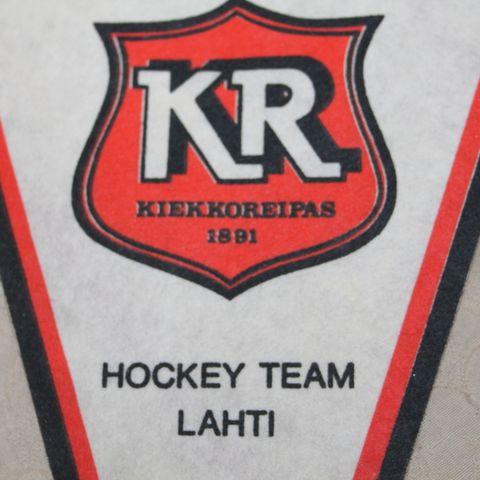 KR
KIEKKOREIPAS
1891
HOCKEY TEAM
LAHTI